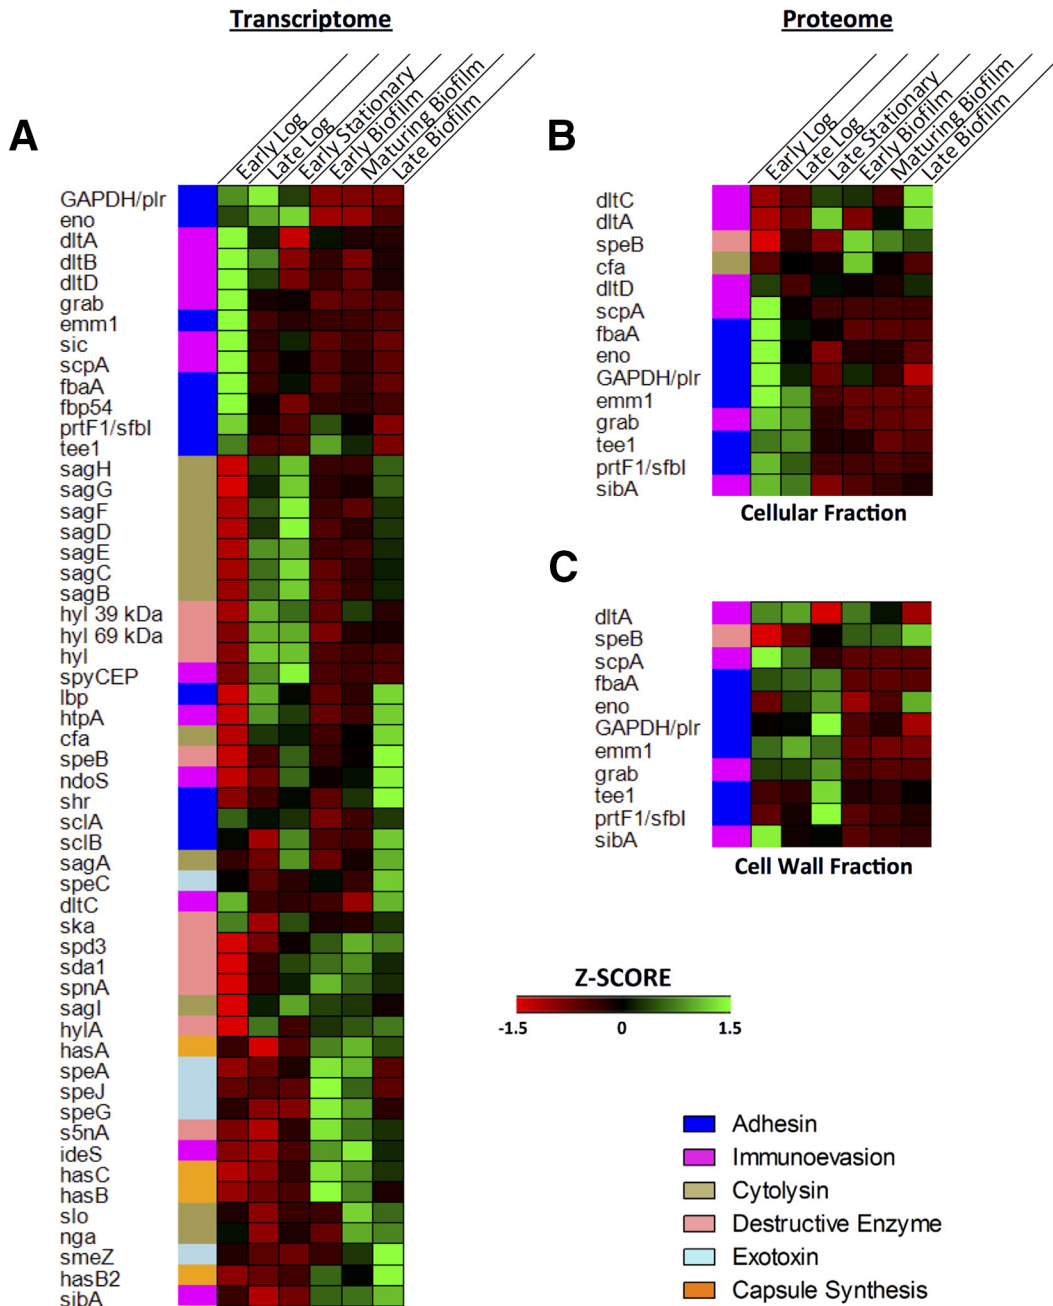 Transcriptome
Proteome
A
Early Log
Late Log
Early Stationary
Early Biofilm
Maturing Biofilm
Late Biofilm
GAPDH/plr
eno
dltA
dltB
dltD
grab
emm1
sic
scpA
fbaA
fbp54
prtF1/sfbI
tee1
sagH
sagG
sagF
sagD
sagE
sagC
sagB
hyl 39 kDa
hyl 69 kDa
hyl
spyCEP
lbp
htpA
cfa
speB
ndoS
shr
sclA
sclB
sagA
speC
dltC
ska
spd3
sda1
spnA
sagI
hylA
hasA
speA
speJ
speG
s5nA
ideS
hasC
hasB
slo
nga
smeZ
hasB2
sibA
B
Early Log
Late Log
Late Stationary
Early Biofilm
Maturing Biofilm
Late Biofilm
dltC
dltA
speB
cfa
dltD
scpA
fbaA
eno
GAPDH/plr
emm1
grab
tee1
prtF1/sfbI
sibA
Cellular Fraction
C
dltA
speB
scpA
fbaA
eno
GAPDH/plr
emm1
grab
tee1
prtF1/sfbI
sibA
Cell Wall Fraction
Z-SCORE
-1.5 0 1.5
Adhesin
Immunoevasion
Cytolysin
Destructive Enzyme
Exotoxin
Capsule Synthesis